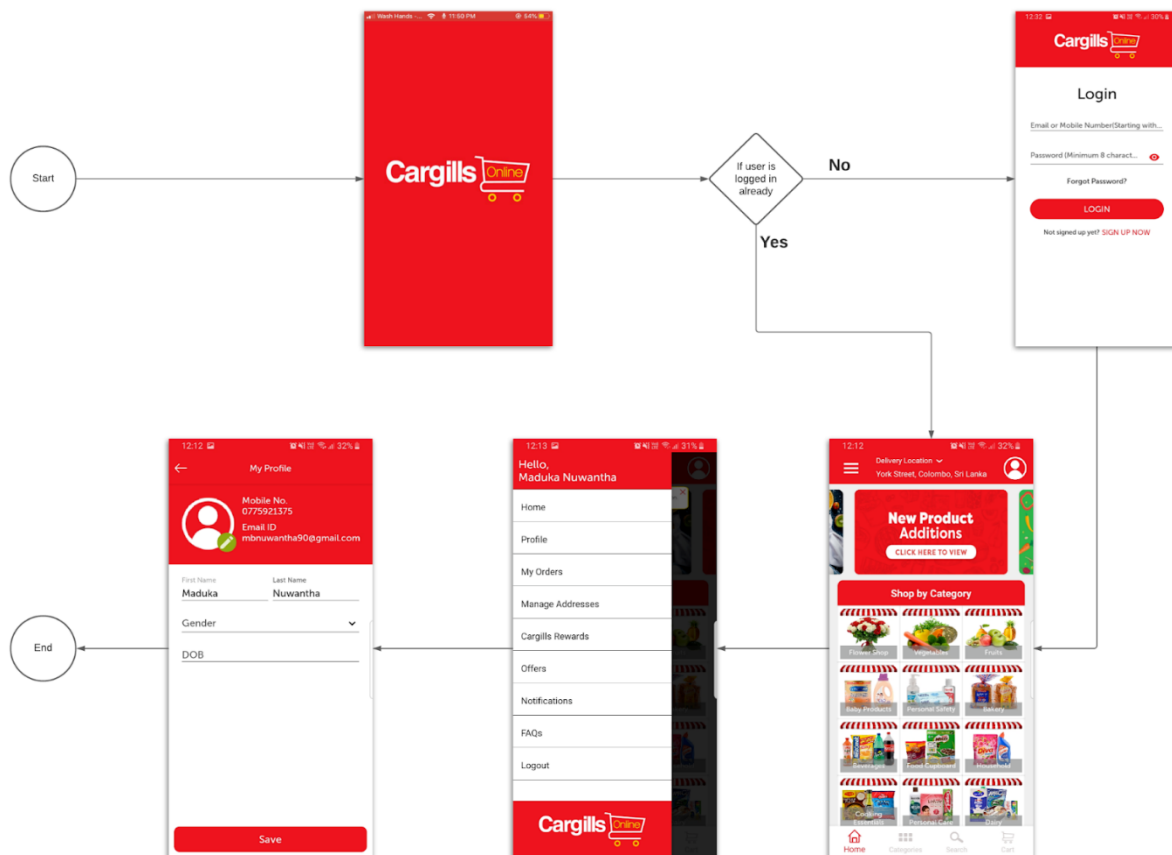 Wash Hands -... 11:50 PM 54%
Cargills Online
Start
If user is
logged in
already
No
Yes
12:32 30%
Cargills Online
Login
Email or Mobile Number(Starting with...
Password (Minimum 8 charact...
Forgot Password?
LOGIN
Not signed up yet? SIGN UP NOW
12:12 32%
Delivery Location
York Street, Colombo, Sri Lanka
New Product
Additions
CLICK HERE TO VIEW
Shop by Category
Flower Shop
Vegetables
Fruits
Baby Products
Personal Safety
Bakery
Beverages
Food Cupboard
Household
Cooking
Essentials
Personal Care
Dairy
Home
Categories
Search
Cart
12:13 31%
Hello,
Maduka Nuwantha
Home
Profile
My Orders
Manage Addresses
Cargills Rewards
Offers
Notifications
FAQs
Logout
Cargills Online
12:12 32%
My Profile
Mobile No.
0775921375
Email ID
mbnuwantha90@gmail.com
First Name
Last Name
Maduka
Nuwantha
Gender
DOB
Save
End